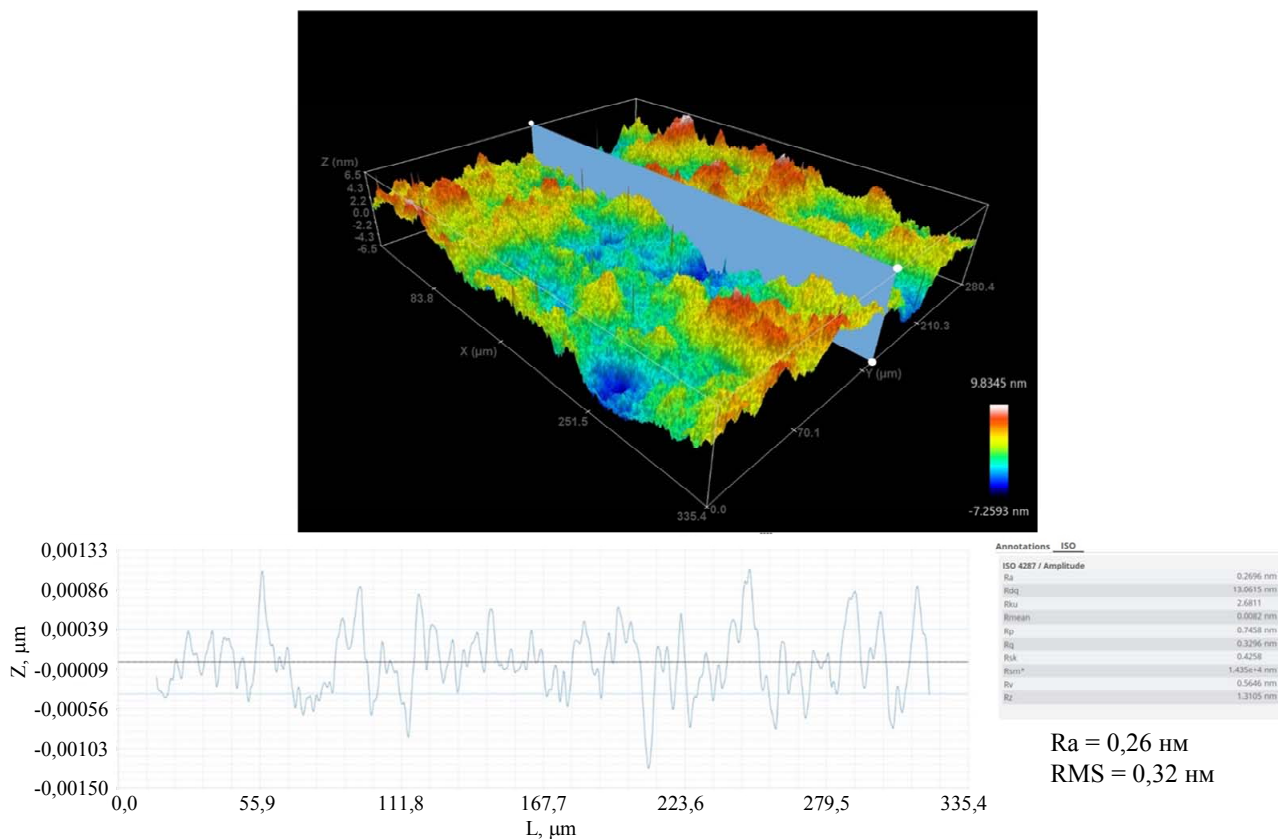 Z (nm)
6.5
4.3
2.2
0.0
-2.2
-4.3
-6.5
83.8
X (µm)
251.5
335.4
0.0
70.1
Y (µm)
210.3
280.4
9.8345 nm
-7.2593 nm
Z, µm
0,00133
0,00086
0,00039
-0,00009
-0,00056
-0,00103
-0,00150
0,0 55,9 111,8 167,7 223,6 279,5 335,4
L, µm
Annotations ISO
ISO 4287 / Amplitude
Ra 0.2696 nm
Rdq 13.0615 nm
Rku 2.6811
Rmean 0.0082 nm
Rp 0.7458 nm
Rq 0.3296 nm
Rsk 0.4258
Rsm* 1.435e+4 nm
Rv 0.5646 nm
Rz 1.3105 nm
Ra = 0,26 нм
RMS = 0,32 нм